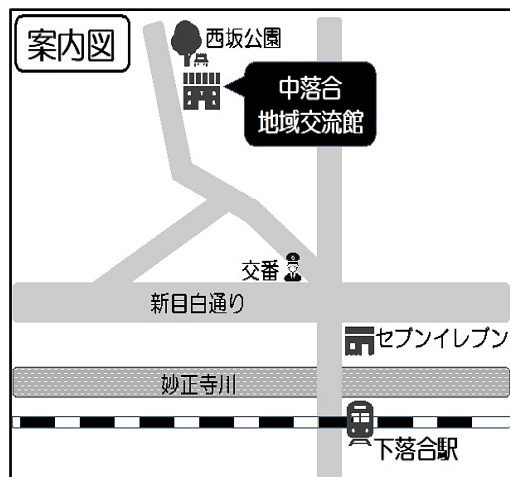 案内図
西坂公園
中落合
地域交流館
交番
新目白通り
セブンイレブン
妙正寺川
下落合駅